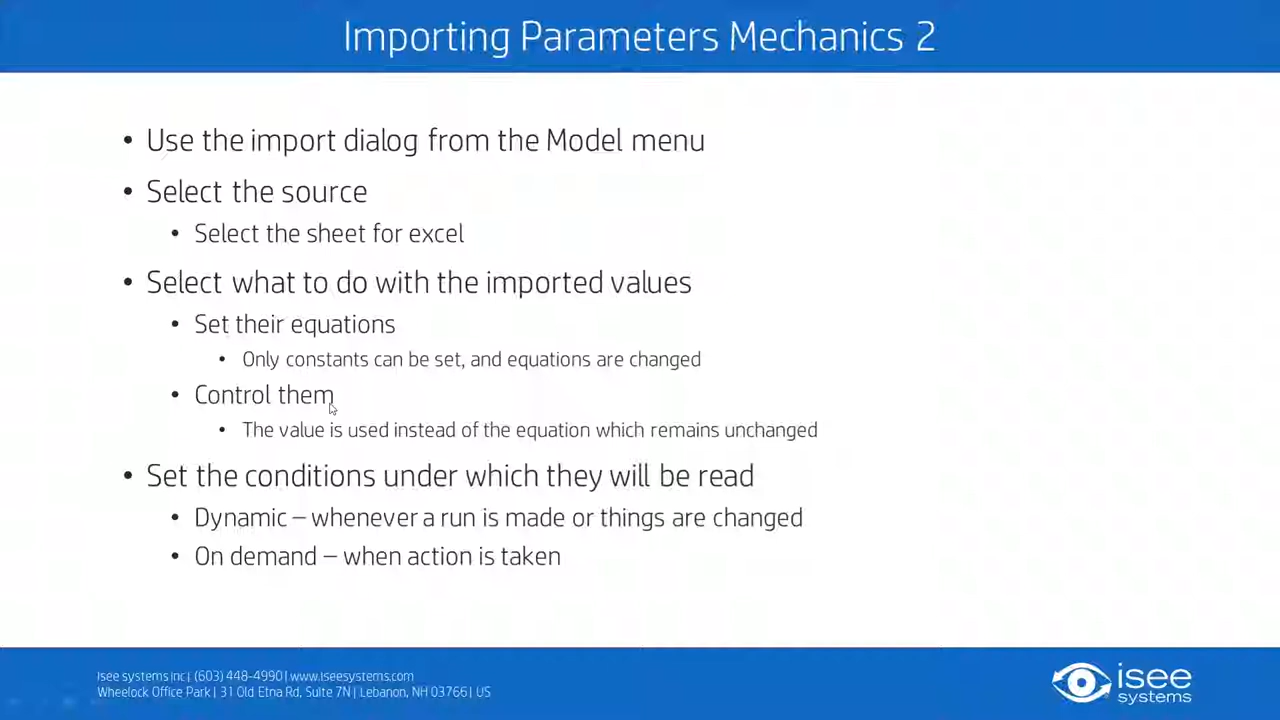 Importing Parameters Mechanics 2
• Use the import dialog from the Model menu
• Select the source
• Select the sheet for excel
• Select what to do with the imported values
• Set their equations
• Only constants can be set, and equations are changed
• Control them
• The value is used instead of the equation which remains unchanged
• Set the conditions under which they will be read
• Dynamic – whenever a run is made or things are changed
• On demand – when action is taken
Isee systems inc | (603) 448-4990 | www.iseesystems.com
Wheelock Office Park | 31 Old Etna Rd, Suite 7N | Lebanon, NH 03766 | US
isee
systems